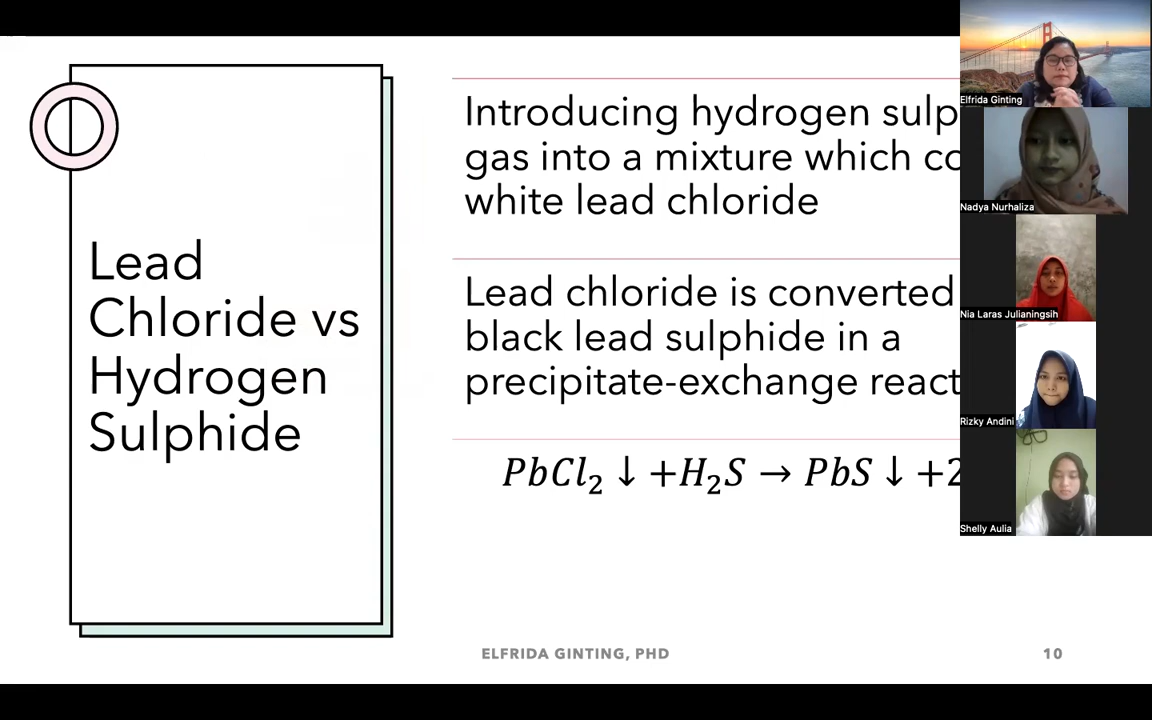 Lead
Chloride vs
Hydrogen
Sulphide
Introducing hydrogen sulp
gas into a mixture which co
white lead chloride
Lead chloride is converted
black lead sulphide in a
precipitate-exchange react
PbCl₂ ↓ +H₂S → PbS ↓ +2
ELFRIDA GINTING, PHD
10
Elfrida Ginting
Nadya Nurhaliza
Nia Laras Julianingsih
Rizky Andini
Shelly Aulia